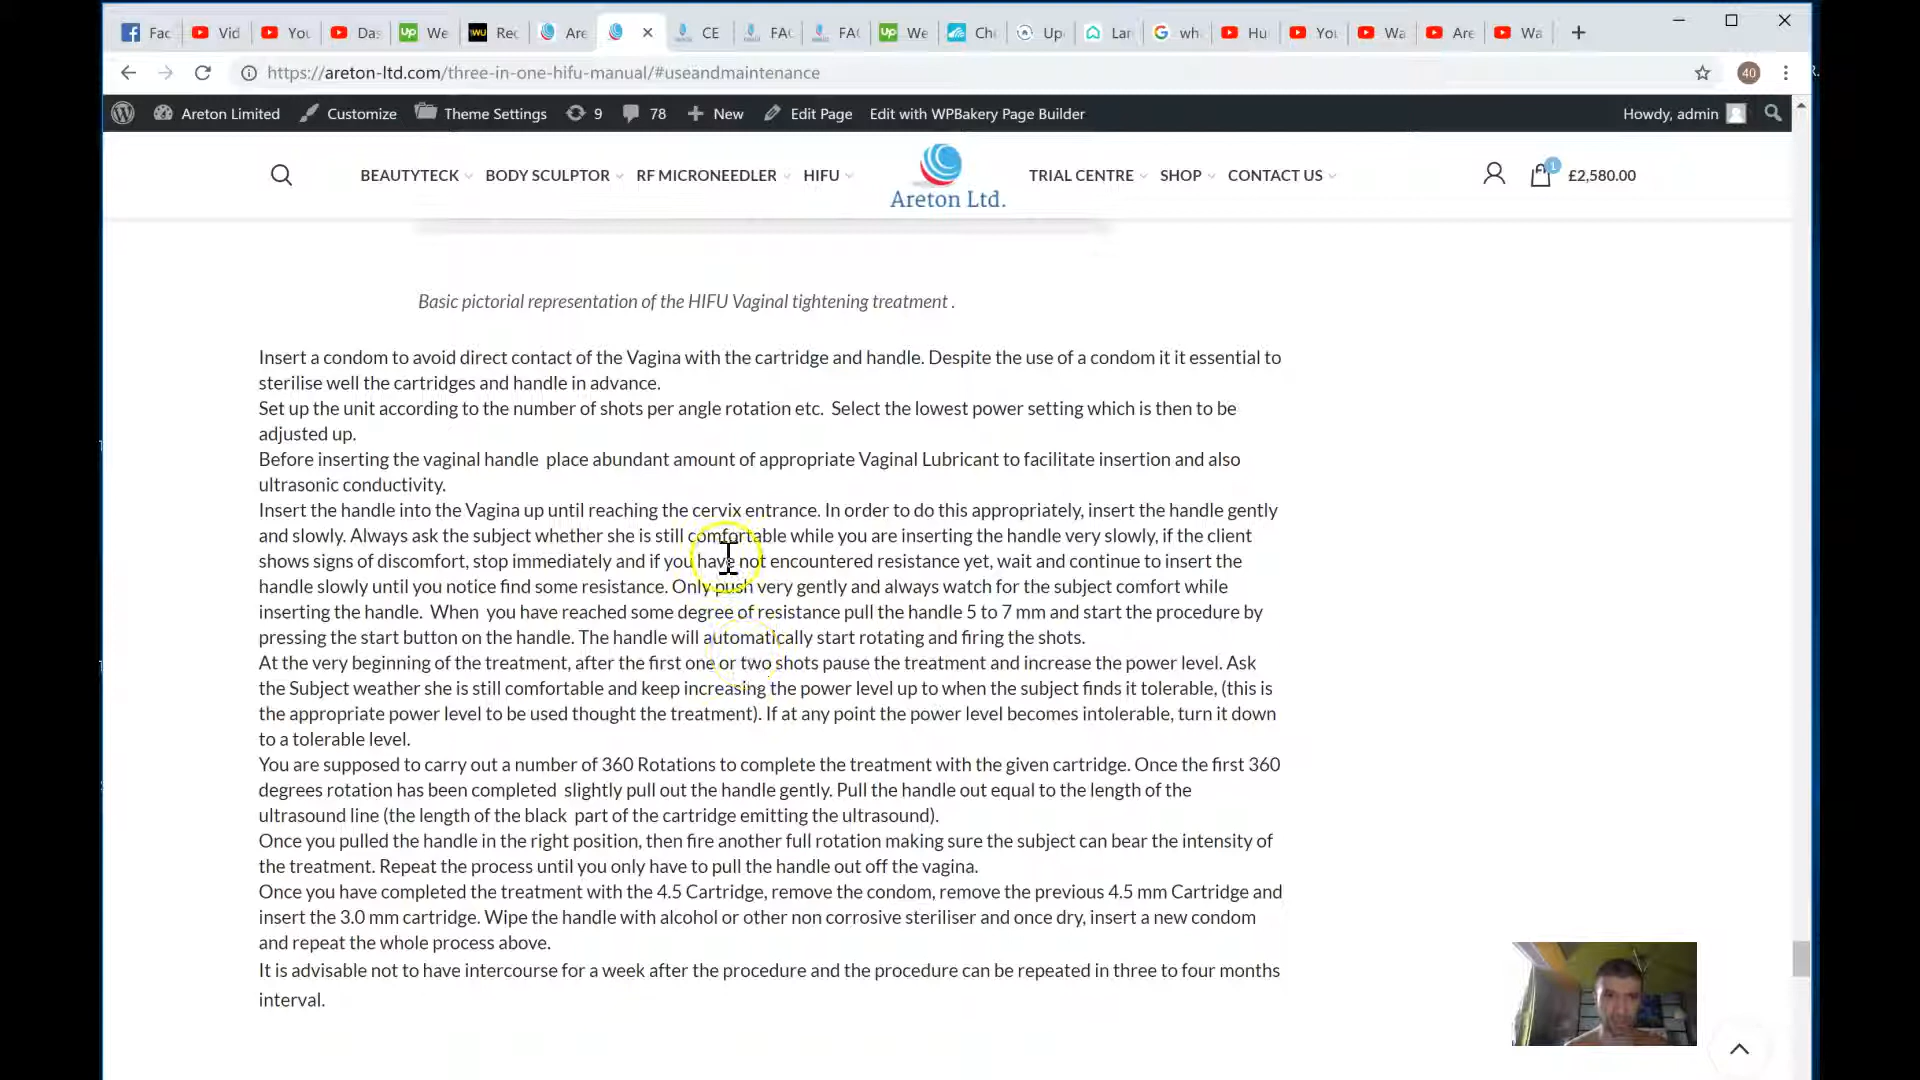 Fac
Vid
You
Das
We
Rec
Are
CE
FAC
FAC
We
Che
Up
Lar
wh
Hu
You
Wa
Are
Wa
https://areton-ltd.com/three-in-one-hifu-manual/#useandmaintenance
40
Areton Limited
Customize
Theme Settings
9
78
New
Edit Page
Edit with WPBakery Page Builder
Howdy, admin
BEAUTYTECK
BODY SCULPTOR
RF MICRONEEDLER
HIFU
Areton Ltd.
TRIAL CENTRE
SHOP
CONTACT US
1
£2,580.00
Basic pictorial representation of the HIFU Vaginal tightening treatment .
Insert a condom to avoid direct contact of the Vagina with the cartridge and handle. Despite the use of a condom it it essential to
sterilise well the cartridges and handle in advance.
Set up the unit according to the number of shots per angle rotation etc. Select the lowest power setting which is then to be
adjusted up.
Before inserting the vaginal handle place abundant amount of appropriate Vaginal Lubricant to facilitate insertion and also
ultrasonic conductivity.
Insert the handle into the Vagina up until reaching the cervix entrance. In order to do this appropriately, insert the handle gently
and slowly. Always ask the subject whether she is still comfortable while you are inserting the handle very slowly, if the client
shows signs of discomfort, stop immediately and if you have not encountered resistance yet, wait and continue to insert the
handle slowly until you notice find some resistance. Only push very gently and always watch for the subject comfort while
inserting the handle. When you have reached some degree of resistance pull the handle 5 to 7 mm and start the procedure by
pressing the start button on the handle. The handle will automatically start rotating and firing the shots.
At the very beginning of the treatment, after the first one or two shots pause the treatment and increase the power level. Ask
the Subject weather she is still comfortable and keep increasing the power level up to when the subject finds it tolerable, (this is
the appropriate power level to be used thought the treatment). If at any point the power level becomes intolerable, turn it down
to a tolerable level.
You are supposed to carry out a number of 360 Rotations to complete the treatment with the given cartridge. Once the first 360
degrees rotation has been completed slightly pull out the handle gently. Pull the handle out equal to the length of the
ultrasound line (the length of the black part of the cartridge emitting the ultrasound).
Once you pulled the handle in the right position, then fire another full rotation making sure the subject can bear the intensity of
the treatment. Repeat the process until you only have to pull the handle out off the vagina.
Once you have completed the treatment with the 4.5 Cartridge, remove the condom, remove the previous 4.5 mm Cartridge and
insert the 3.0 mm cartridge. Wipe the handle with alcohol or other non corrosive steriliser and once dry, insert a new condom
and repeat the whole process above.
It is advisable not to have intercourse for a week after the procedure and the procedure can be repeated in three to four months
interval.